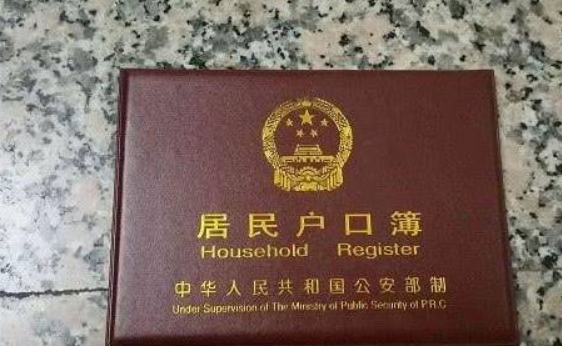 居民户口簿
Household Register
中华人民共和国公安部制
Under Supervision of The Ministry of Public Security of P.R.C